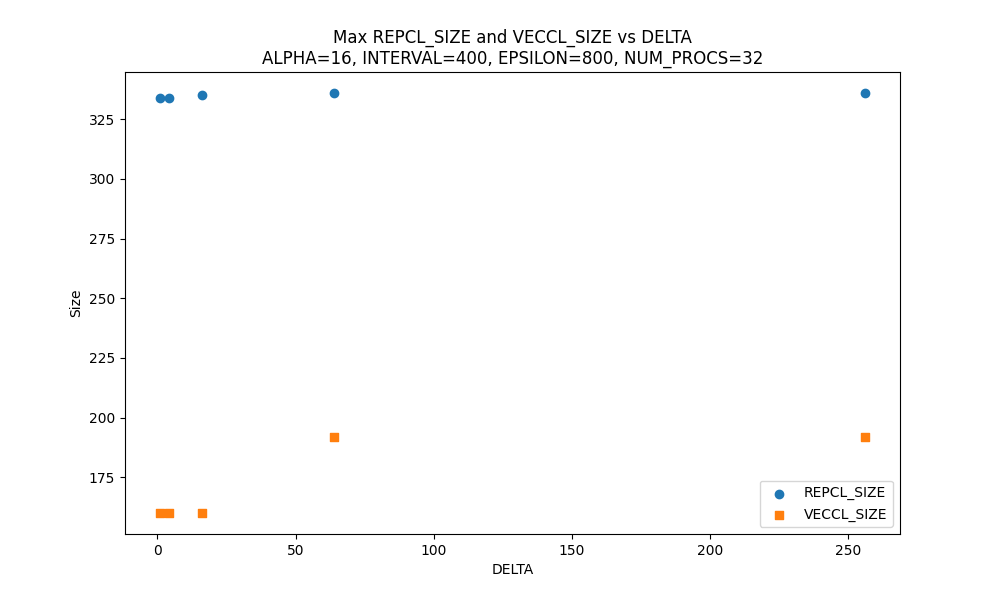 Max REPCL_SIZE and VECCL_SIZE vs DELTA
ALPHA=16, INTERVAL=400, EPSILON=800, NUM_PROCS=32
Size
325
300
275
250
225
200
175
0
50
100
150
200
250
DELTA
REPCL_SIZE
VECCL_SIZE